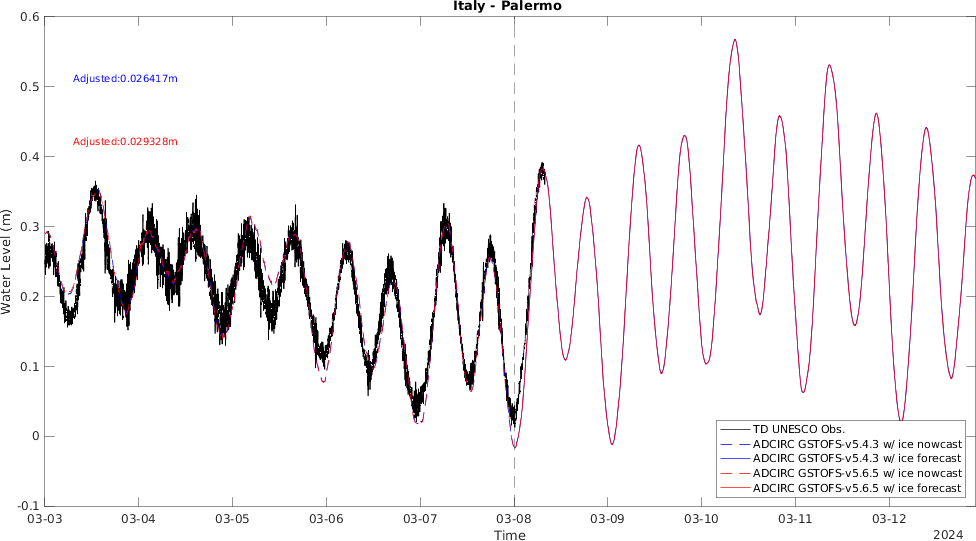 Italy - Palermo
0.6
0.5
0.4
0.3
0.2
0.1
0
-0.1
Water Level (m)
Adjusted:0.026417m
Adjusted:0.029328m
TD UNESCO Obs.
ADCIRC GSTOFS-v5.4.3 w/ ice nowcast
ADCIRC GSTOFS-v5.4.3 w/ ice forecast
ADCIRC GSTOFS-v5.6.5 w/ ice nowcast
ADCIRC GSTOFS-v5.6.5 w/ ice forecast
03-03 03-04 03-05 03-06 03-07 03-08 03-09 03-10 03-11 03-12
Time
2024